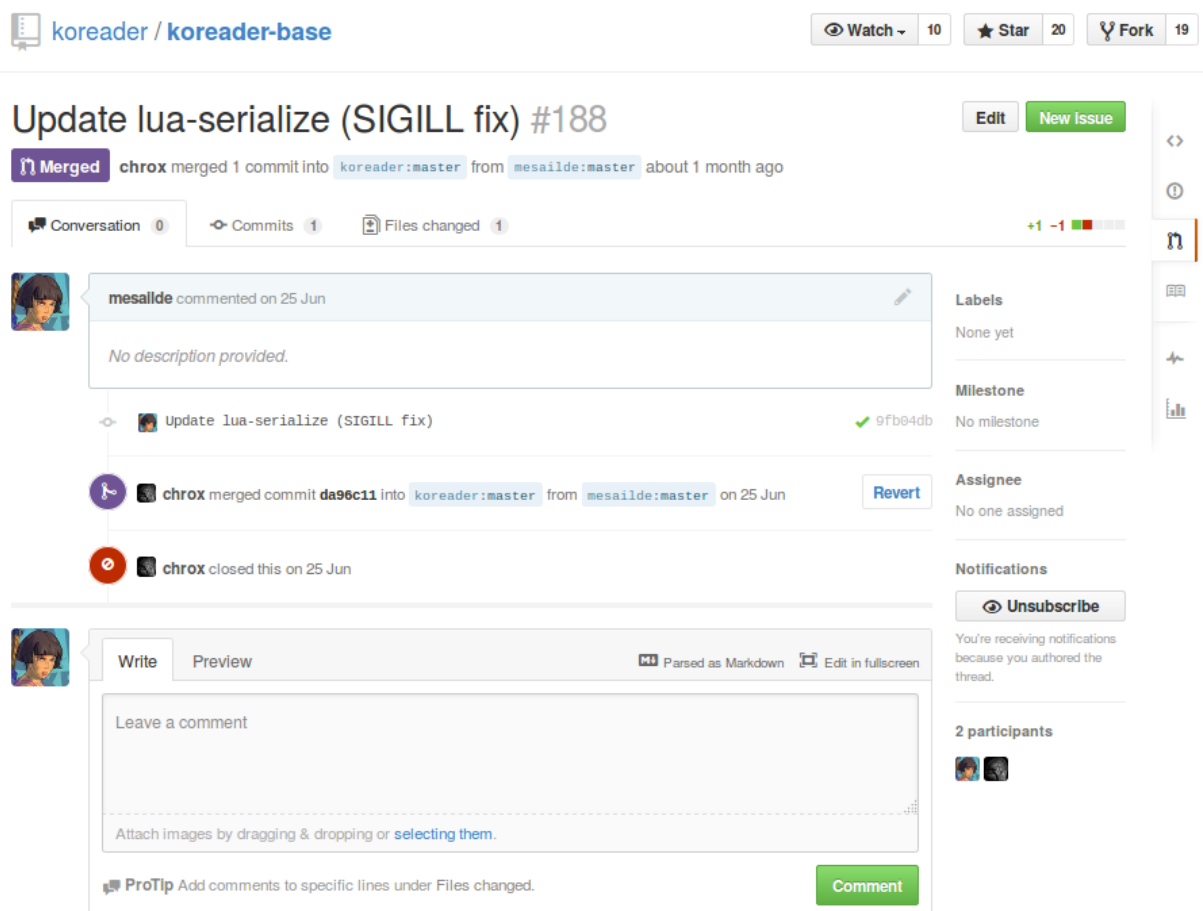 koreader / koreader-base
Watch 10 Star 20 Fork 19
Update lua-serialize (SIGILL fix) #188
Edit New issue
Merged chrox merged 1 commit into koreader:master from mesailde:master about 1 month ago
Conversation 0 Commits 1 Files changed 1 +1 −1
mesailde commented on 25 Jun
No description provided.
Update lua-serialize (SIGILL fix) 9fb04db
chrox merged commit da96c11 into koreader:master from mesailde:master on 25 Jun Revert
chrox closed this on 25 Jun
Labels
None yet
Milestone
No milestone
Assignee
No one assigned
Notifications
Unsubscribe
You're receiving notifications
because you authored the
thread.
2 participants
Write Preview Parsed as Markdown Edit in fullscreen
Leave a comment
Attach images by dragging & dropping or selecting them.
ProTip Add comments to specific lines under Files changed.
Comment